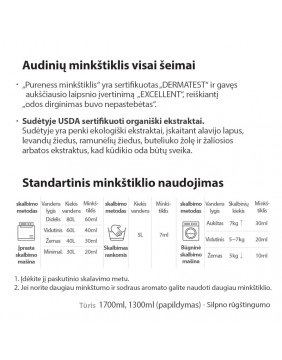 Audinių minkštiklis visai šeimai
• „Pureness minkštiklis" yra sertifikuotas „DERMATEST" ir gavęs
aukščiausio laipsnio įvertinimą „EXCELLENT", reiškiantį
„odos dirginimas buvo nepastebėtas".
• Sudėtyje USDA sertifikuoti organiški ekstraktai.
Sudėtyje yra penki ekologiški ekstraktai, įskaitant alavijo lapus,
levandų žiedus, ramunėlių žiedus, buteliuko žolę ir žaliosios
arbatos ekstraktus, kad kūdikio oda būtų sveika.
Standartinis minkštiklio naudojimas
Skalbimo metodas Vandens lygis Kiekis vandens Minkštiklis Skalbimo metodas Kiekis vandens Minkštiklis Skalbimo metodas Vandens lygis Kiekis vandens Minkštiklis
Įprasta skalbimo mašina Didelis 80L 60ml
Vidutinis 60L 40ml
Žemas 40L 30ml
Minimali 30L 20ml
Skalbimas rankomis 5L 7ml
Būgninė skalbimo mašina Aukštas 7kg ↑ 30ml
Vidutinis 5~7kg 20ml
Žemas 5kg ↓ 10ml
1. Įdėkite jį paskutinio skalavimo metu.
2. Jei norite daugiau minkštumo ir sodraus aromato galite naudoti daugiau minkštiklio.
Tūris 1700ml, 1300ml (papildymas) · Silpno rūgštingumo